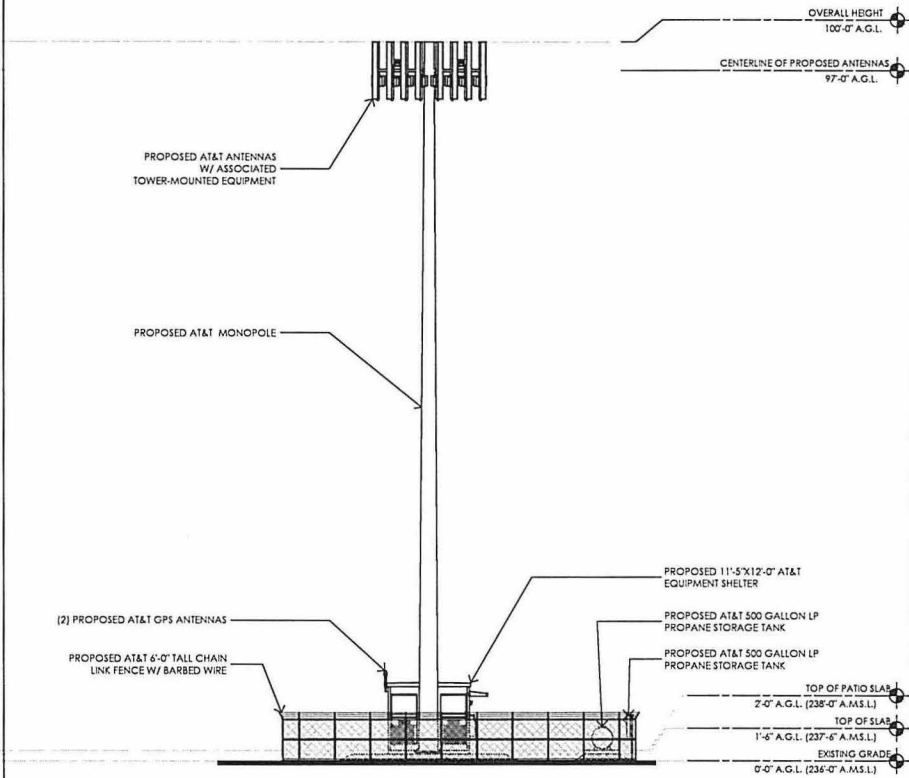 OVERALL HEIGHT
100'-0" A.G.L.
CENTERLINE OF PROPOSED ANTENNAS
97'-0" A.G.L.
PROPOSED AT&T ANTENNAS
W/ ASSOCIATED
TOWER-MOUNTED EQUIPMENT
PROPOSED AT&T MONOPOLE
PROPOSED 11'-5"X12'-0" AT&T
EQUIPMENT SHELTER
(2) PROPOSED AT&T GPS ANTENNAS
PROPOSED AT&T 500 GALLON LP
PROPANE STORAGE TANK
PROPOSED AT&T 6'-0" TALL CHAIN
LINK FENCE W/ BARBED WIRE
PROPOSED AT&T 500 GALLON LP
PROPANE STORAGE TANK
TOP OF PATIO SLAB
2'-0" A.G.L. (238'-0" A.M.S.L.)
TOP OF SLAB
1'-6" A.G.L. (237'-6" A.M.S.L.)
EXISTING GRADE
0'-0" A.G.L. (236'-0" A.M.S.L.)